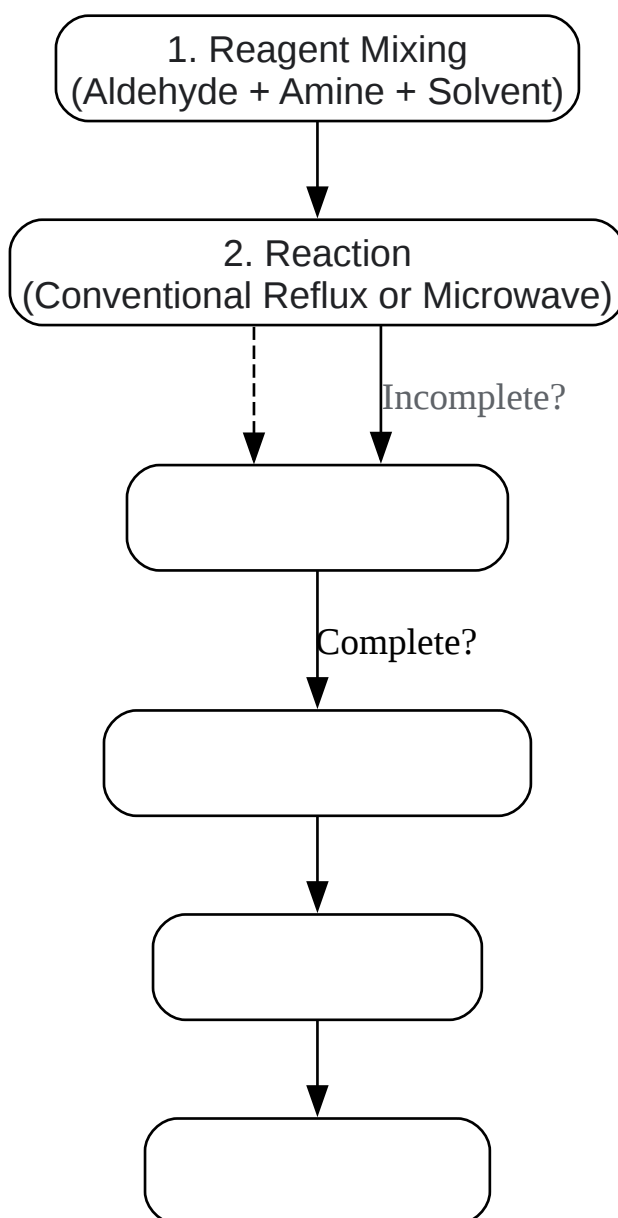 1. Reagent Mixing
(Aldehyde + Amine + Solvent)
2. Reaction
(Conventional Reflux or Microwave)
Incomplete?
Complete?